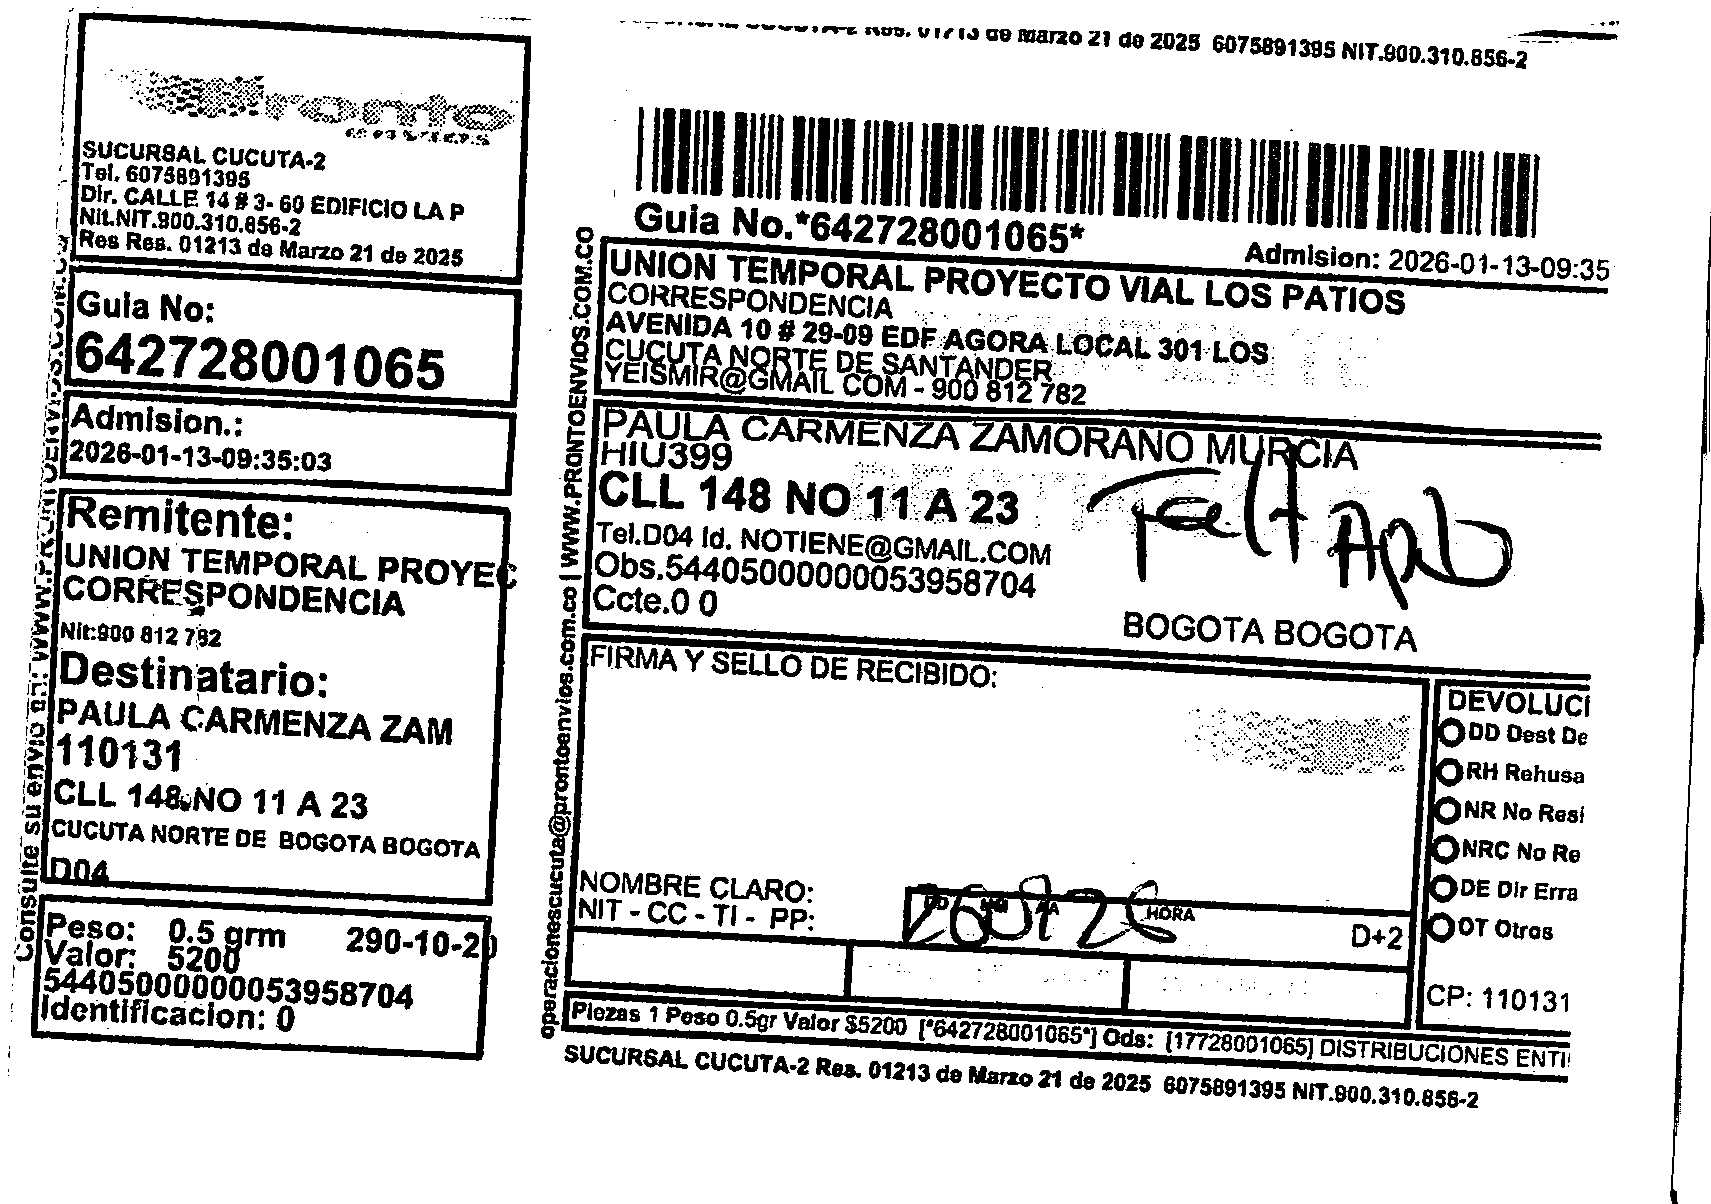 Pronto
ENVIOS
SUCURSAL CUCUTA-2
Tel. 6075891395
Dir. CALLE 14 # 3- 60 EDIFICIO LA P
Nit.NIT.900.310.856-2
Res Res. 01213 de Marzo 21 de 2025
Guia No:
642728001065
Admision.:
2026-01-13-09:35:03
Remitente:
UNION TEMPORAL PROYEC
CORRESPONDENCIA
Nit:900 812 782
Destinatario:
PAULA CARMENZA ZAM
110131
CLL 148 NO 11 A 23
CUCUTA NORTE DE BOGOTA BOGOTA
D04
Peso: 0.5 grm 290-10-20
Valor: 5200
544050000000053958704
Identificacion: 0
Consulte su envio en: WWW.PRONTOENVIOS.COM.CO
Res. 01213 de Marzo 21 de 2025 6075891395 NIT.900.310.856-2
Guia No.*642728001065*
Admision: 2026-01-13-09:35
UNION TEMPORAL PROYECTO VIAL LOS PATIOS
CORRESPONDENCIA
AVENIDA 10 # 29-09 EDF AGORA LOCAL 301 LOS
CUCUTA NORTE DE SANTANDER
YEISMIR@GMAIL COM - 900 812 782
PAULA CARMENZA ZAMORANO MURCIA
HIU399
CLL 148 NO 11 A 23
Tel.D04 Id. NOTIENE@GMAIL.COM
Obs.544050000000053958704
Ccte.0 0
BOGOTA BOGOTA
FIRMA Y SELLO DE RECIBIDO:
NOMBRE CLARO:
NIT - CC - TI - PP:
HORA
D+2
DEVOLUCI
DD Dest De
RH Rehusa
NR No Resi
NRC No Re
DE Dir Erra
OT Otros
CP: 110131
operacionescucuta@prontoenvios.com.co | WWW.PRONTOENVIOS.COM.CO
Piezas 1 Peso 0.5gr Valor $5200 [*642728001065*] Ods: [17728001065] DISTRIBUCIONES ENTI
SUCURSAL CUCUTA-2 Res. 01213 de Marzo 21 de 2025 6075891395 NIT.900.310.856-2